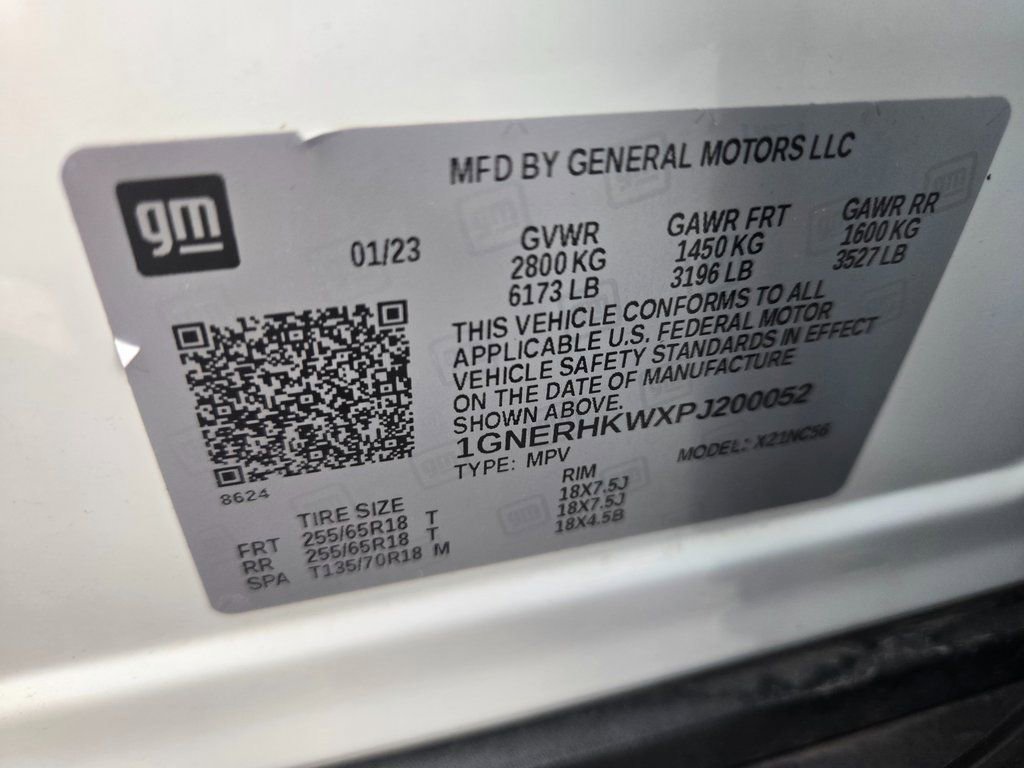 gm
MFD BY GENERAL MOTORS LLC
01/23
GVWR GAWR FRT GAWR RR
2800 KG 1450 KG 1600 KG
6173 LB 3196 LB 3527 LB
THIS VEHICLE CONFORMS TO ALL
APPLICABLE U.S. FEDERAL MOTOR
VEHICLE SAFETY STANDARDS IN EFFECT
ON THE DATE OF MANUFACTURE
SHOWN ABOVE.
1GNERHKWXPJ200052
TYPE: MPV MODEL: X21NC56
8624
TIRE SIZE RIM
FRT 255/65R18 T 18X7.5J
RR 255/65R18 T 18X7.5J
SPA T135/70R18 M 18X4.5B